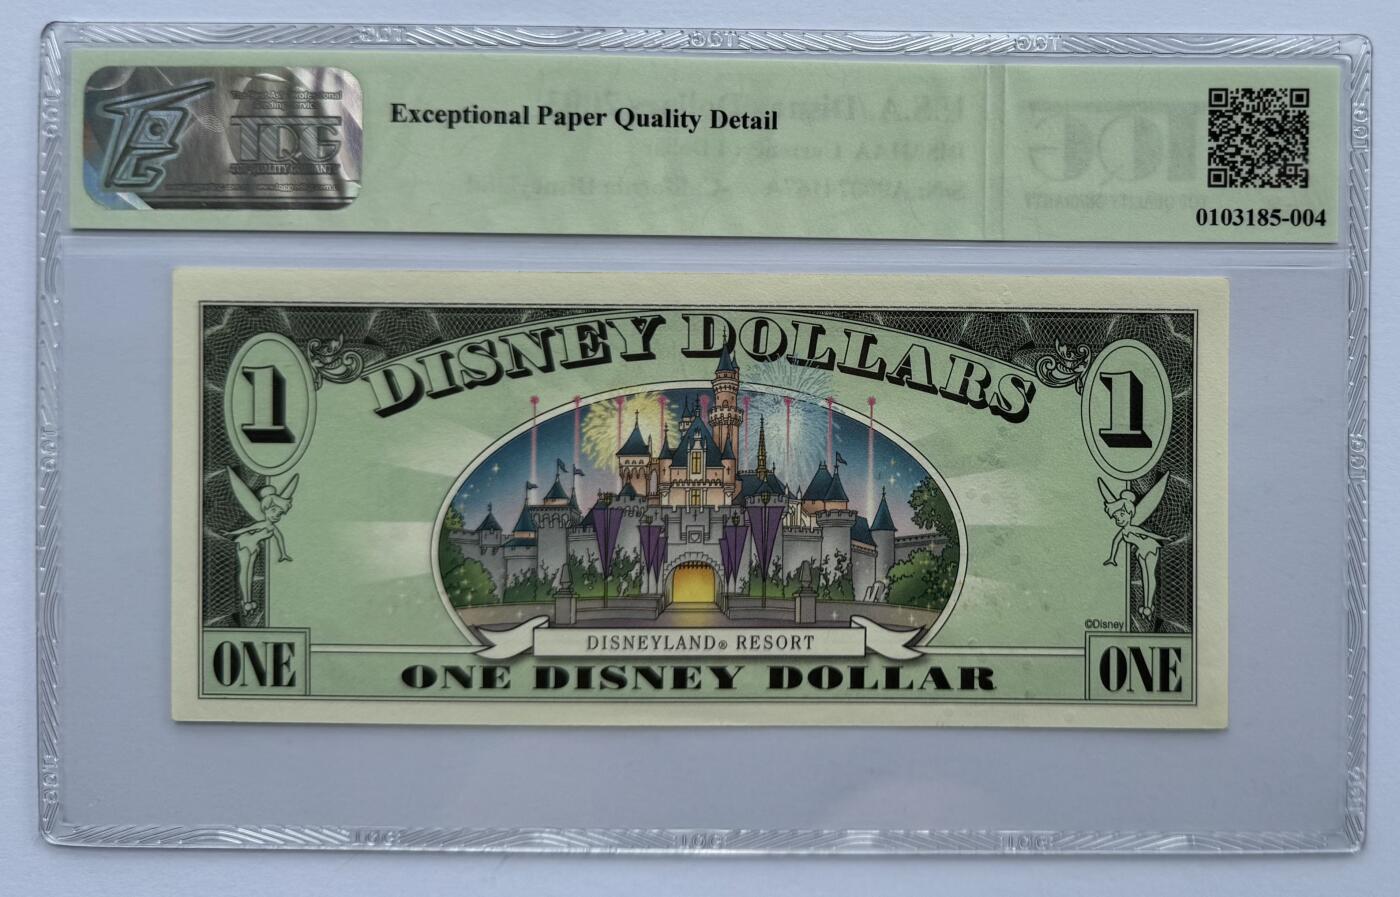 Exceptional Paper Quality Detail
TQG
0103185-004
DISNEY DOLLARS
1
1
©Disney
DISNEYLAND® RESORT
ONE
ONE DISNEY DOLLAR
ONE